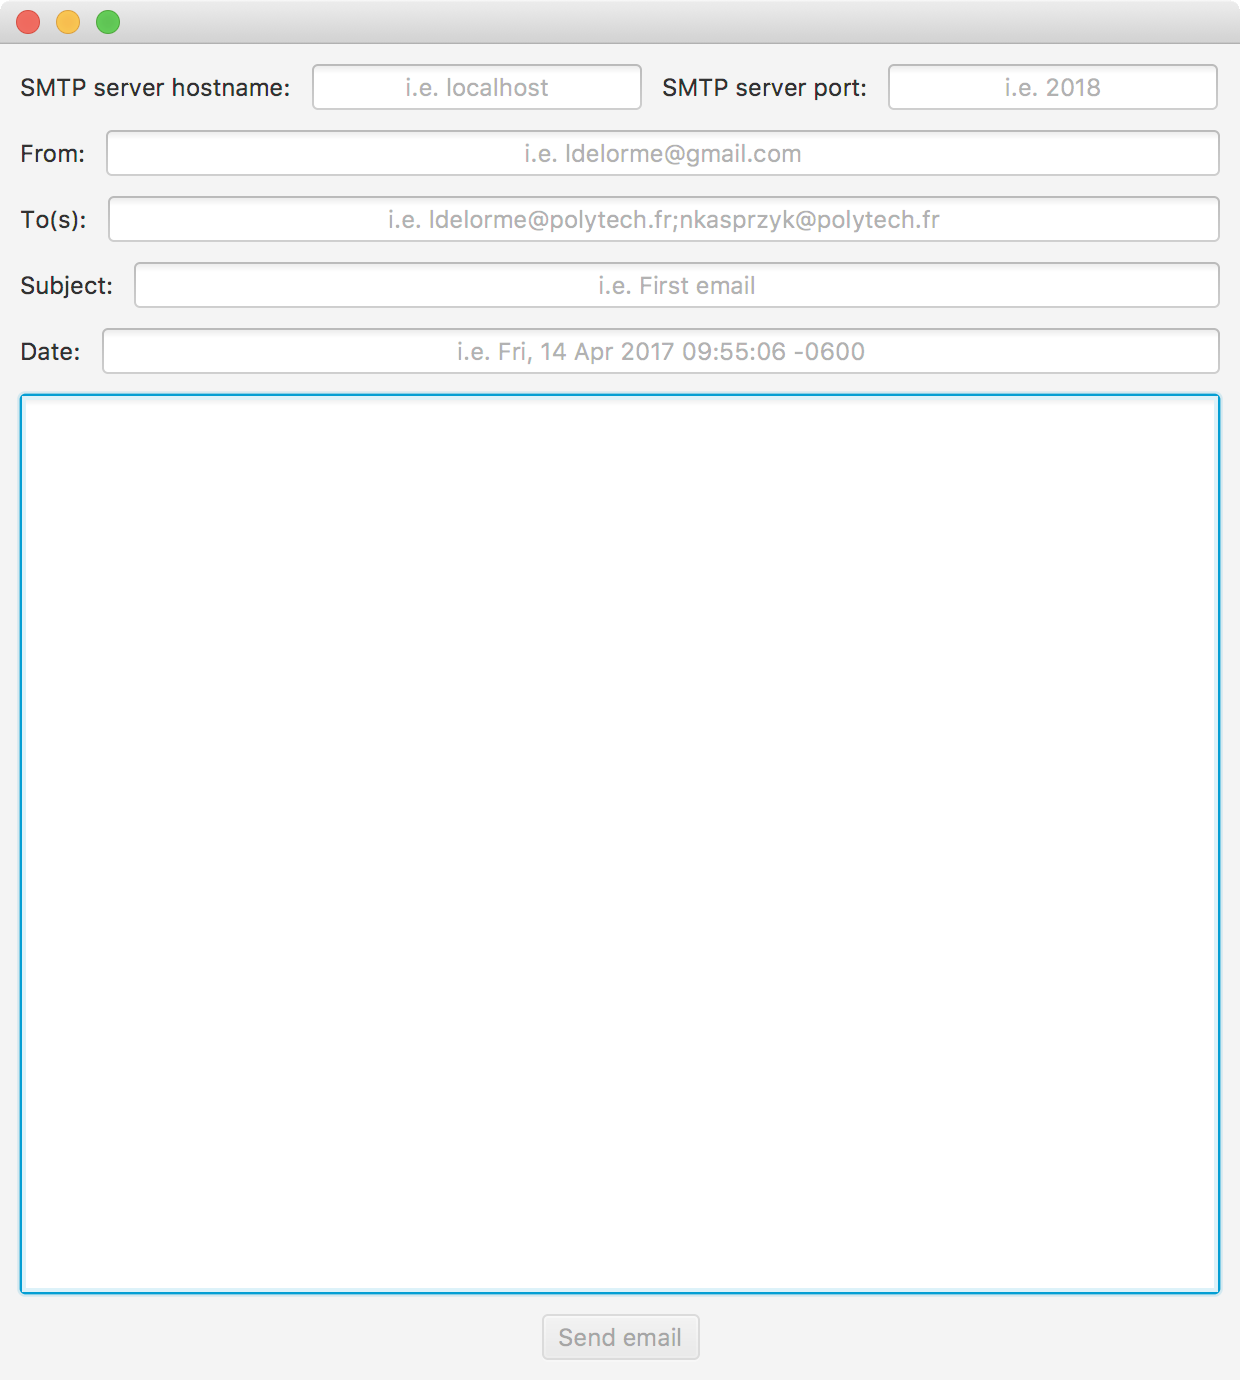 SMTP server hostname: i.e. localhost SMTP server port: i.e. 2018
From: i.e. ldelorme@gmail.com
To(s): i.e. ldelorme@polytech.fr;nkasprzyk@polytech.fr
Subject: i.e. First email
Date: i.e. Fri, 14 Apr 2017 09:55:06 -0600
Send email